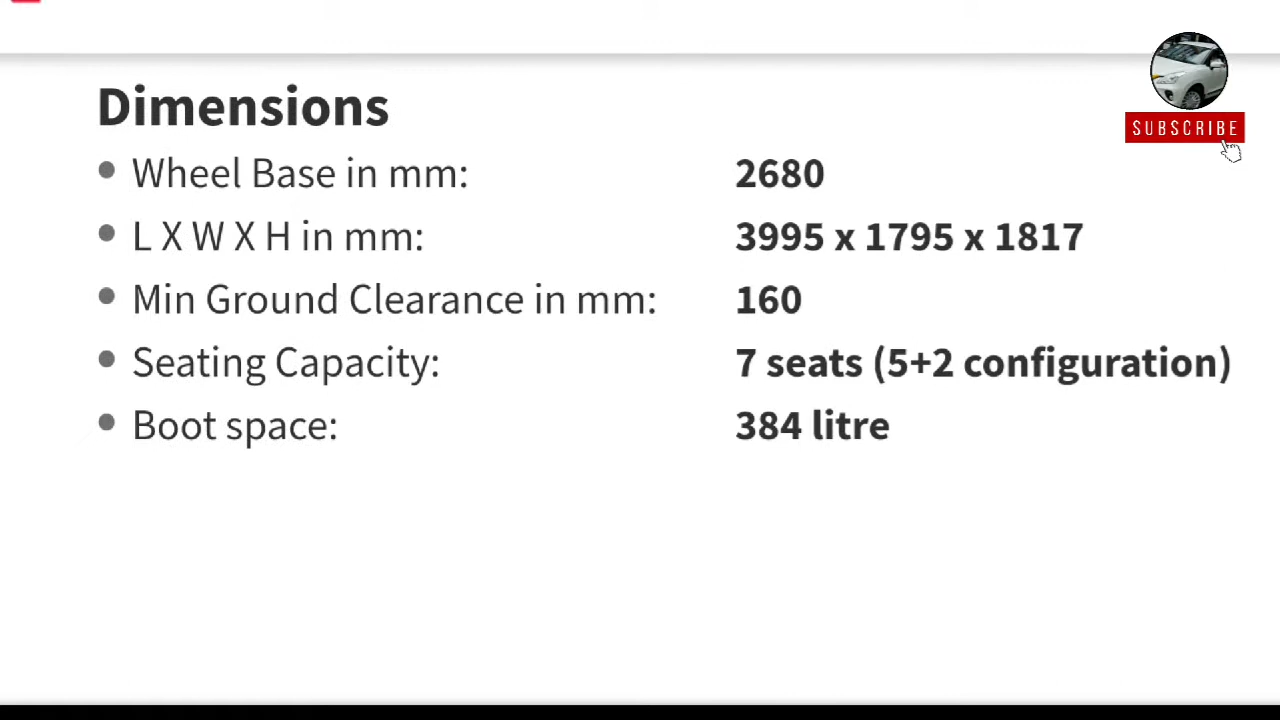 SUBSCRIBE
Dimensions
Wheel Base in mm: 2680
L X W X H in mm: 3995 x 1795 x 1817
Min Ground Clearance in mm: 160
Seating Capacity: 7 seats (5+2 configuration)
Boot space: 384 litre